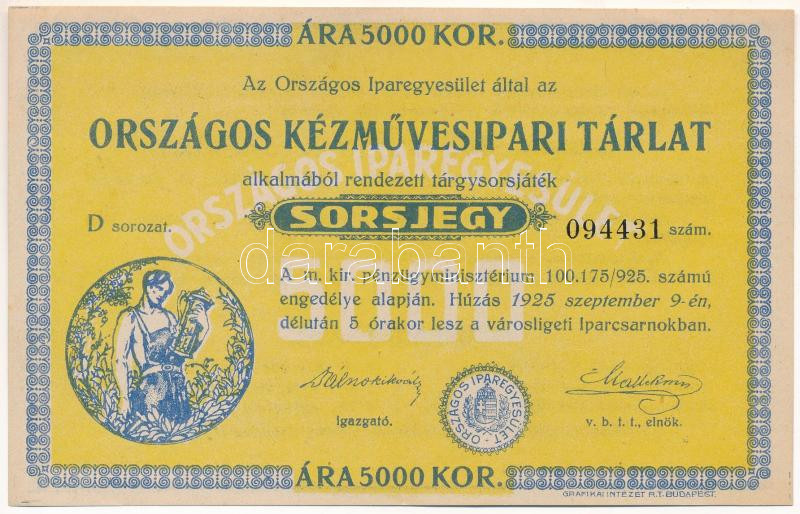 ÁRA 5000 KOR.
Az Országos Iparegyesület által az
ORSZÁGOS KÉZMŰVESIPARI TÁRLAT
alkalmából rendezett tárgysorsjáték
ORSZÁGOS IPAREGYESÜLET
D sorozat.
SORSJEGY
094431 szám.
darabanth
5000
A m. kir. pénzügyminisztérium 100.175/925. számú
engedélye alapján. Húzás 1925 szeptember 9-én,
délután 5 órakor lesz a városligeti Iparcsarnokban.
igazgató.
ORSZÁGOS IPAREGYESÜLET
v. b. t. t., elnök.
ÁRA 5000 KOR.
GRAFIKAI INTÉZET R.T. BUDAPEST.